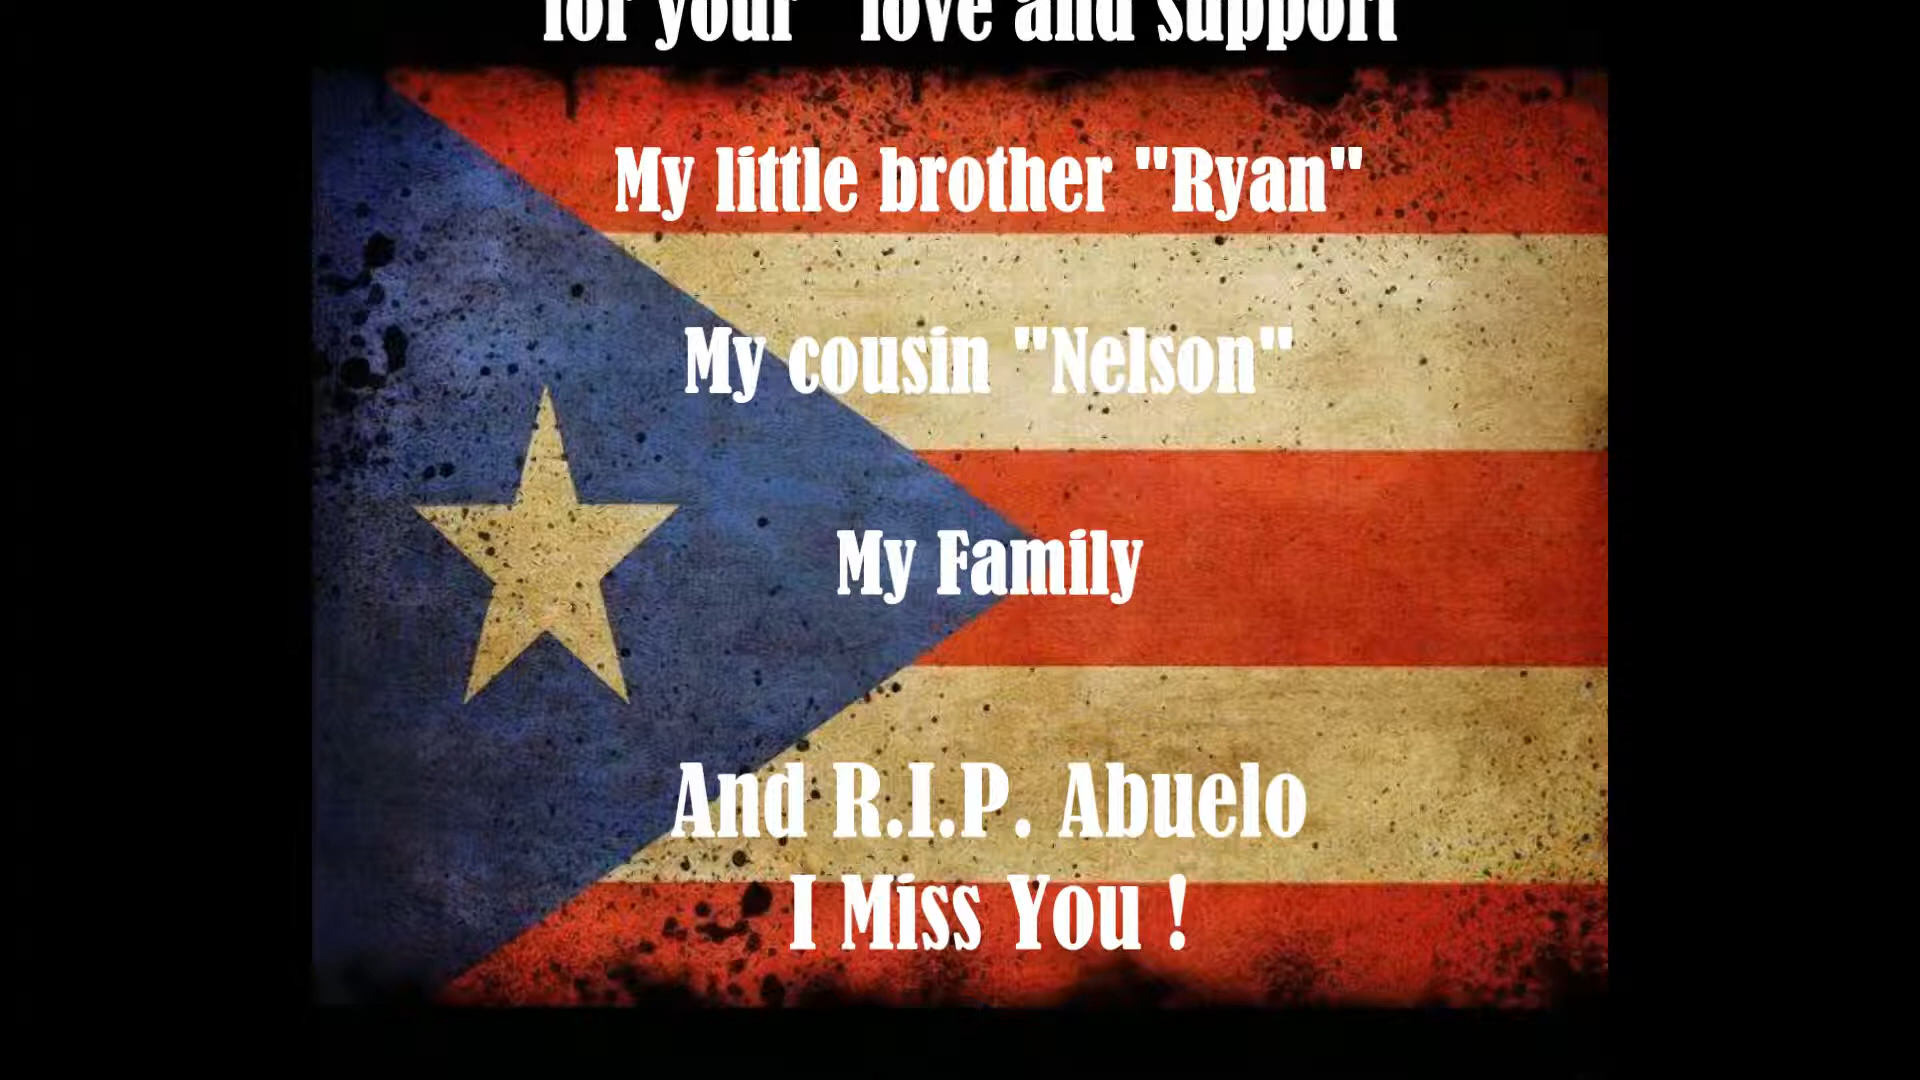 for your "love and support
My little brother "Ryan"
My cousin "Nelson"
My Family
And R.I.P. Abuelo
I Miss You !